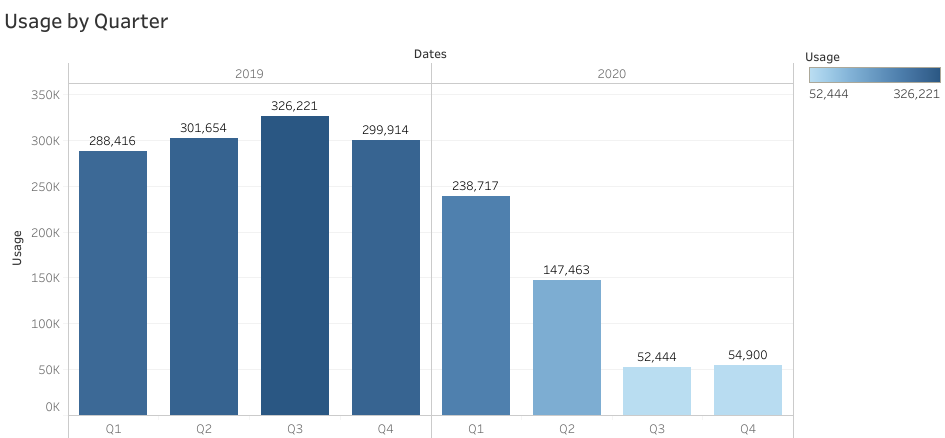 Usage by Quarter
Dates
Usage
2019
2020
52,444
326,221
350K
300K
250K
200K
150K
100K
50K
0K
Usage
288,416
301,654
326,221
299,914
238,717
147,463
52,444
54,900
Q1
Q2
Q3
Q4
Q1
Q2
Q3
Q4